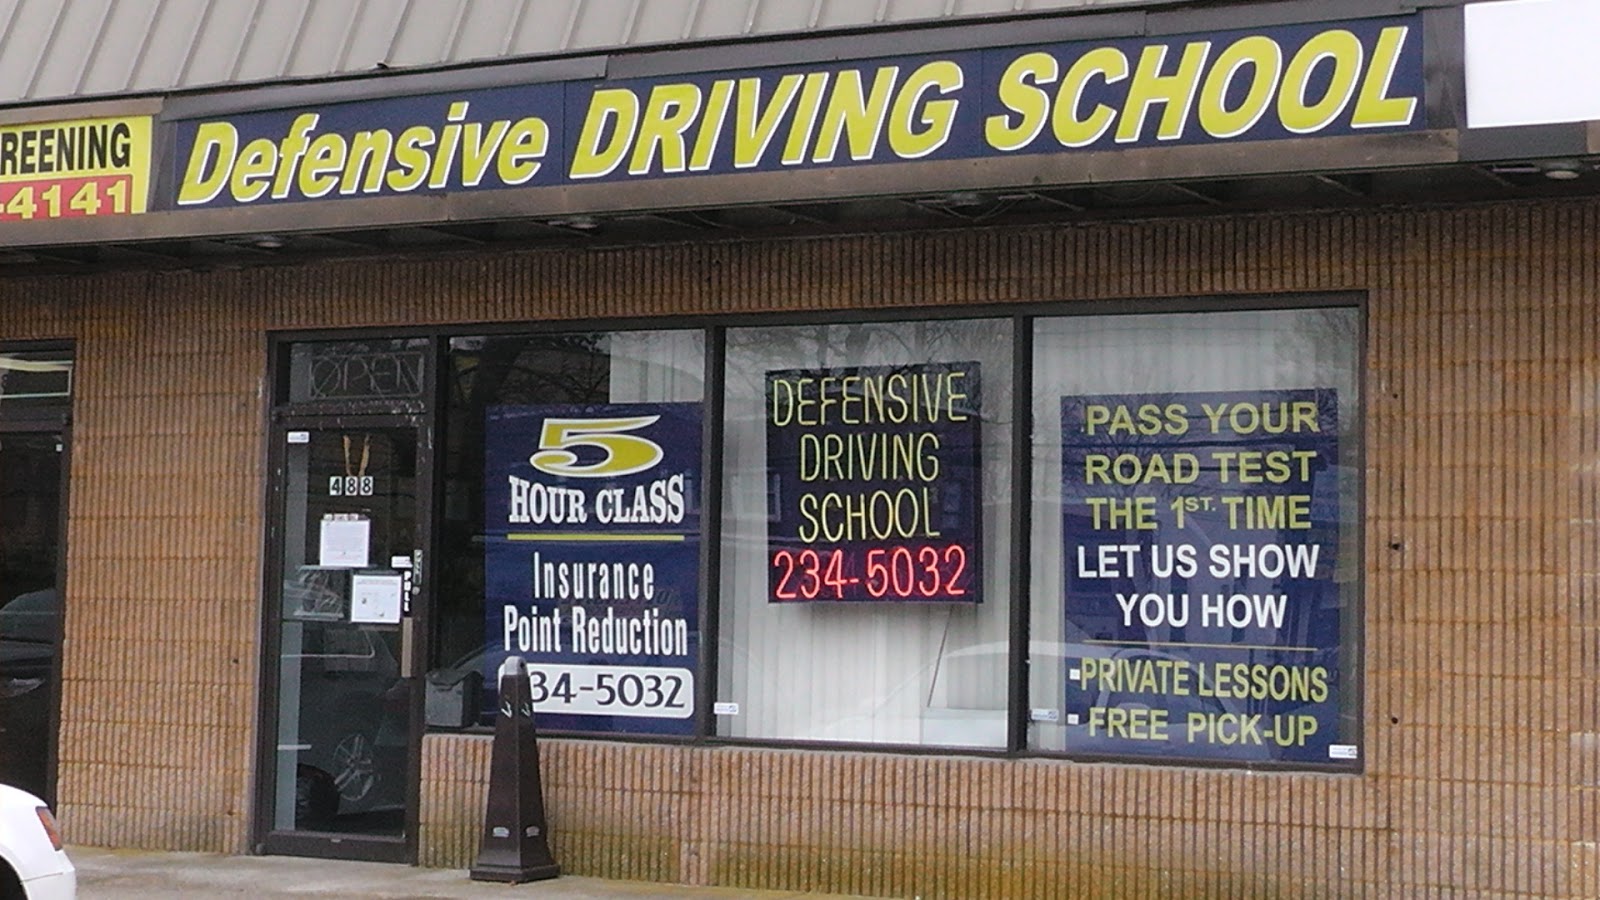 REENING
-4141
Defensive DRIVING SCHOOL
OPEN
488
PULL
5
HOUR CLASS
Insurance
Point Reduction
34-5032
DEFENSIVE
DRIVING
SCHOOL
234-5032
PASS YOUR
ROAD TEST
THE 1ST. TIME
LET US SHOW
YOU HOW
PRIVATE LESSONS
FREE PICK-UP